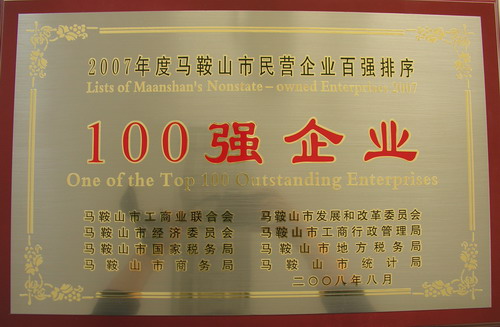 2007年度马鞍山市民营企业百强排序
Lists of Maanshan's Nonstate-owned Enterprises 2007
100强企业
One of the Top 100 Outstanding Enterprises
马鞍山市工商业联合会 马鞍山市发展和改革委员会
马鞍山市经济委员会 马鞍山市工商行政管理局
马鞍山市国家税务局 马鞍山市地方税务局
马鞍山市商务局 马鞍山市统计局
二〇〇八年八月